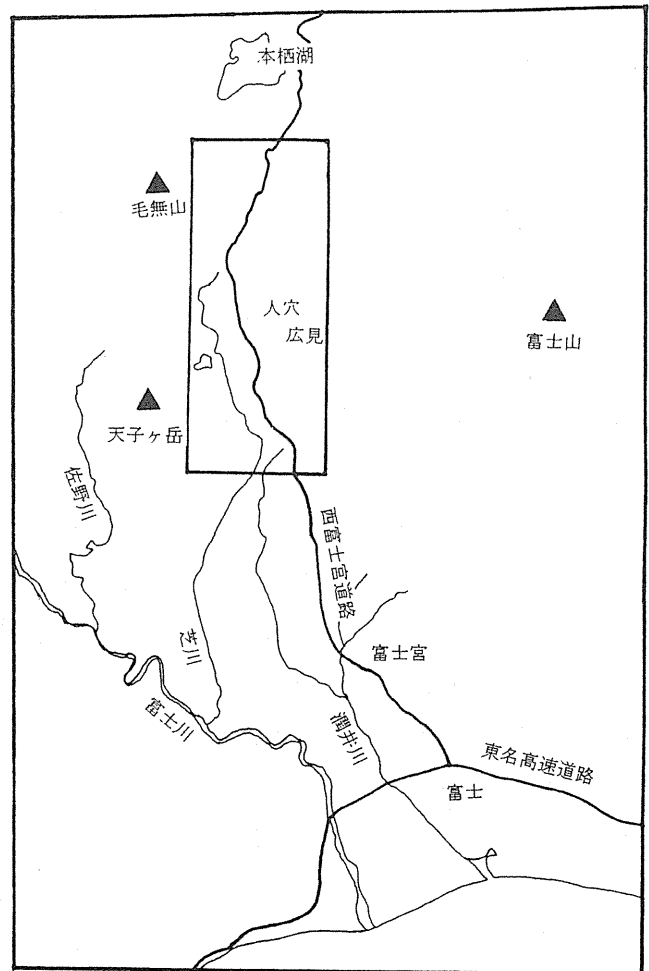 本栖湖
毛無山
人穴
広見
富士山
天子ヶ岳
佐野川
西富士宮道路
芝川
富士宮
富士川
潤井川
東名高速道路
富士